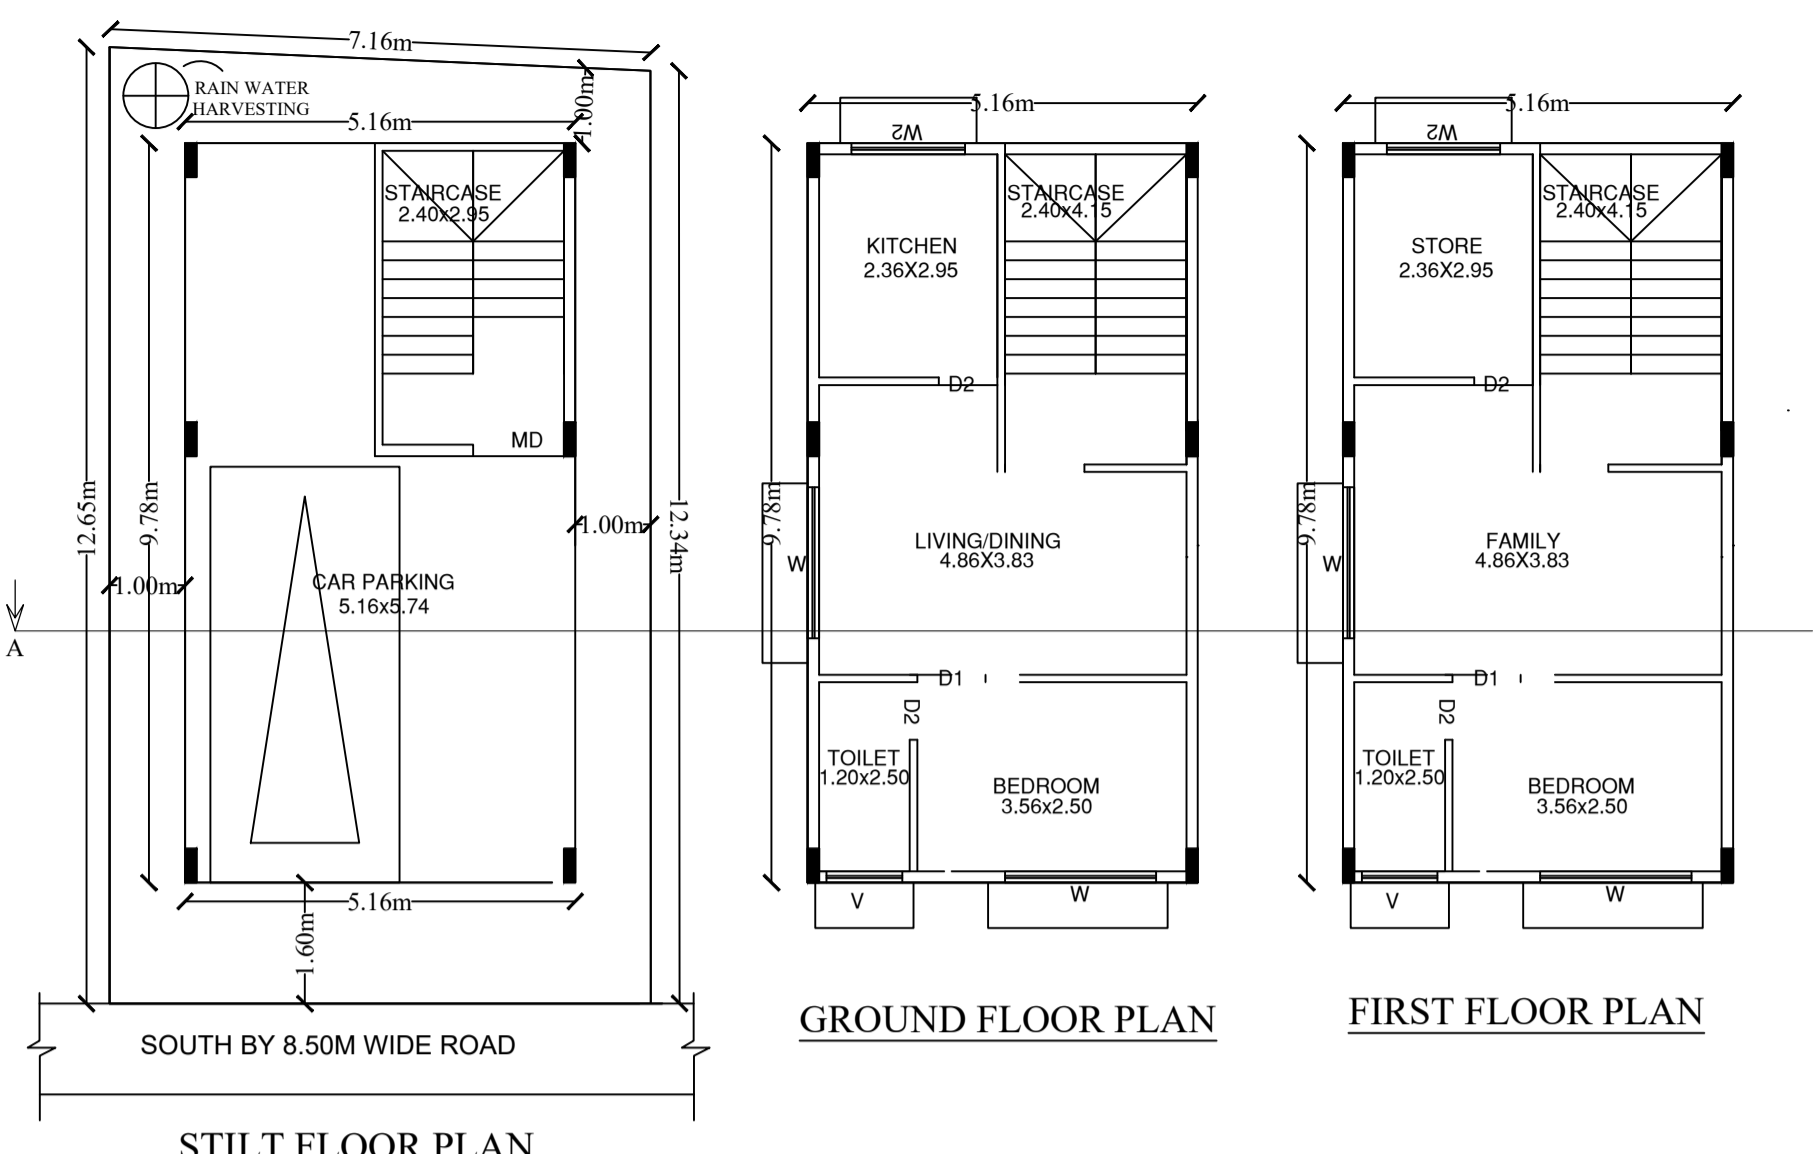 7.16m
RAIN WATER
HARVESTING
1.00m
5.16m
STAIRCASE
2.40x2.95
MD
12.65m
9.78m
1.00m
12.34m
1.00m
CAR PARKING
5.16x5.74
A
5.16m
1.60m
SOUTH BY 8.50M WIDE ROAD
STILT FLOOR PLAN
5.16m
W2
STAIRCASE
2.40x4.15
KITCHEN
2.36X2.95
D2
9.78m
W
LIVING/DINING
4.86X3.83
D1
D2
TOILET
1.20x2.50
BEDROOM
3.56x2.50
V
W
GROUND FLOOR PLAN
5.16m
W2
STAIRCASE
2.40x4.15
STORE
2.36X2.95
D2
9.78m
W
FAMILY
4.86X3.83
D1
D2
TOILET
1.20x2.50
BEDROOM
3.56x2.50
V
W
FIRST FLOOR PLAN